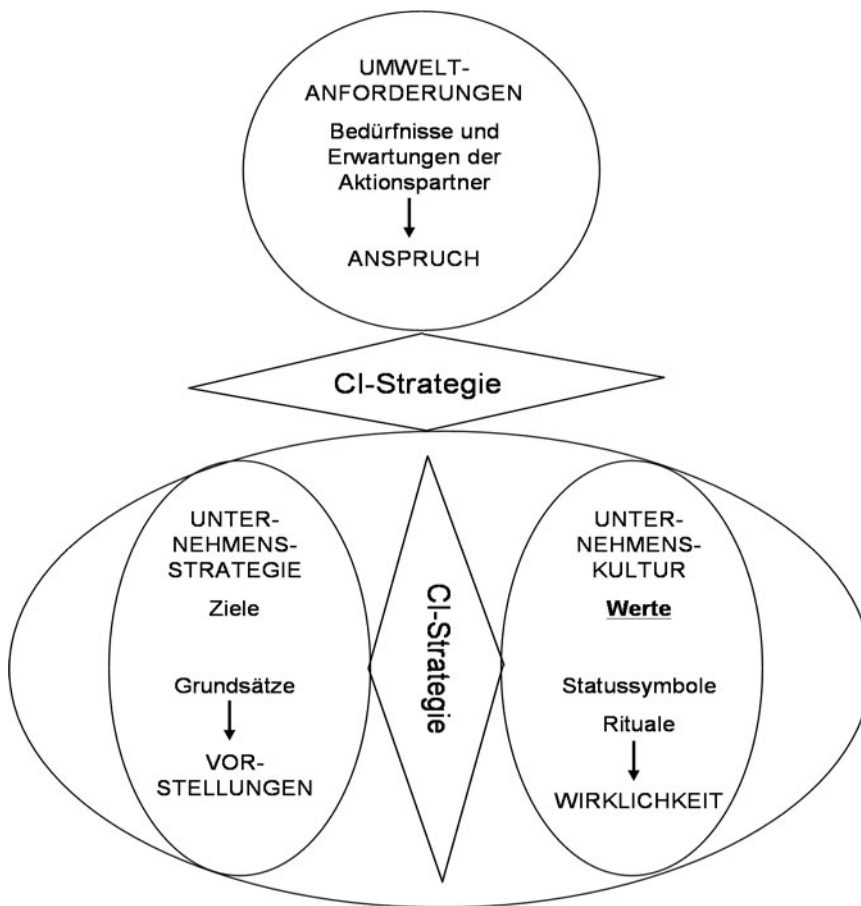 UMWELT-
ANFORDERUNGEN
Bedürfnisse und
Erwartungen der
Aktionspartner
ANSPRUCH
CI-Strategie
UNTER-
NEHMENS-
STRATEGIE
Ziele
Grundsätze
VOR-
STELLUNGEN
CI-Strategie
UNTER-
NEHMENS-
KULTUR
Werte
Statussymbole
Rituale
WIRKLICHKEIT